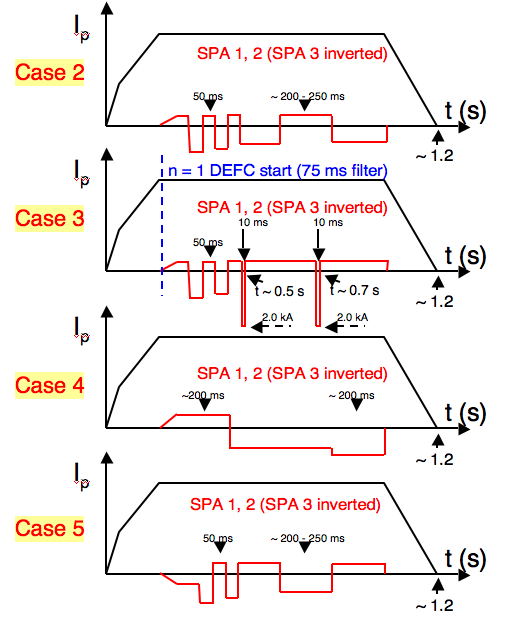 Ip
SPA 1, 2 (SPA 3 inverted)
Case 2
50 ms
~ 200 - 250 ms
t (s)
~ 1.2
Ip
n = 1 DEFC start (75 ms filter)
SPA 1, 2 (SPA 3 inverted)
Case 3
10 ms
10 ms
50 ms
t (s)
t ~ 0.5 s
t ~ 0.7 s
~ 1.2
2.0 kA
2.0 kA
Ip
SPA 1, 2 (SPA 3 inverted)
Case 4
~200 ms
~ 200 ms
t (s)
~ 1.2
Ip
SPA 1, 2 (SPA 3 inverted)
Case 5
50 ms
~ 200 - 250 ms
t (s)
~ 1.2